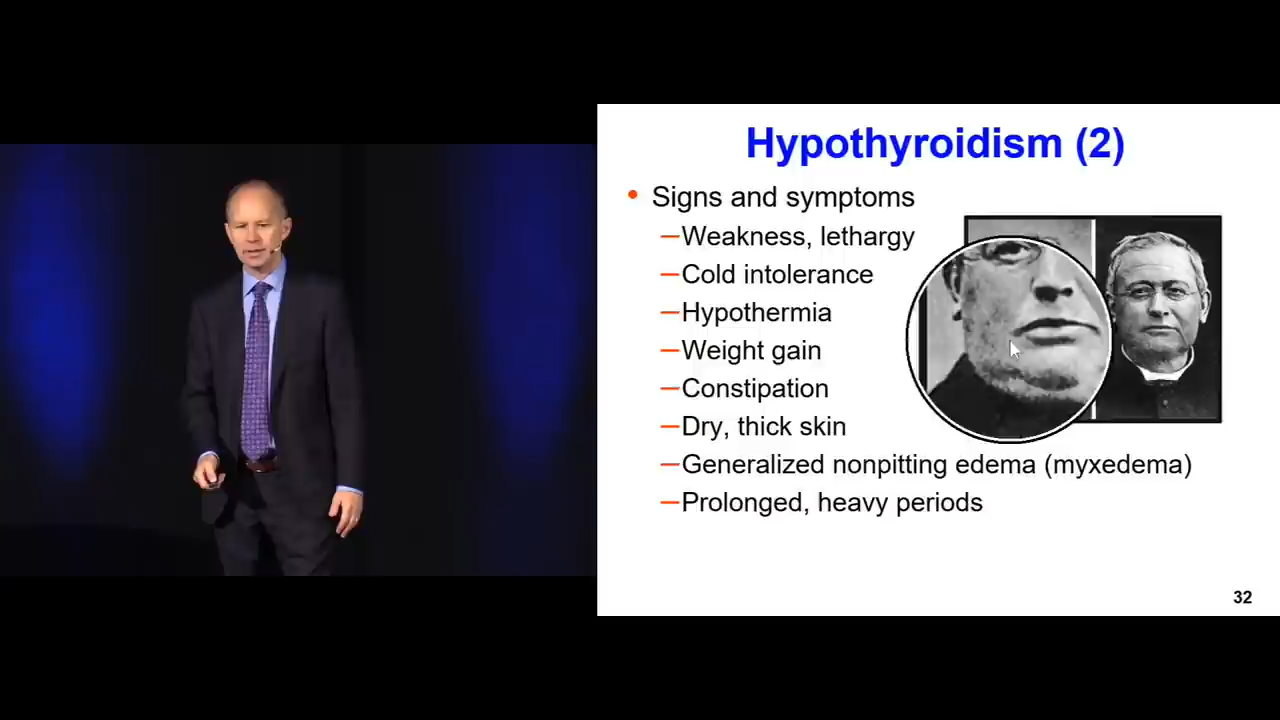 Hypothyroidism (2)
• Signs and symptoms
—Weakness, lethargy
—Cold intolerance
—Hypothermia
—Weight gain
—Constipation
—Dry, thick skin
—Generalized nonpitting edema (myxedema)
—Prolonged, heavy periods
32